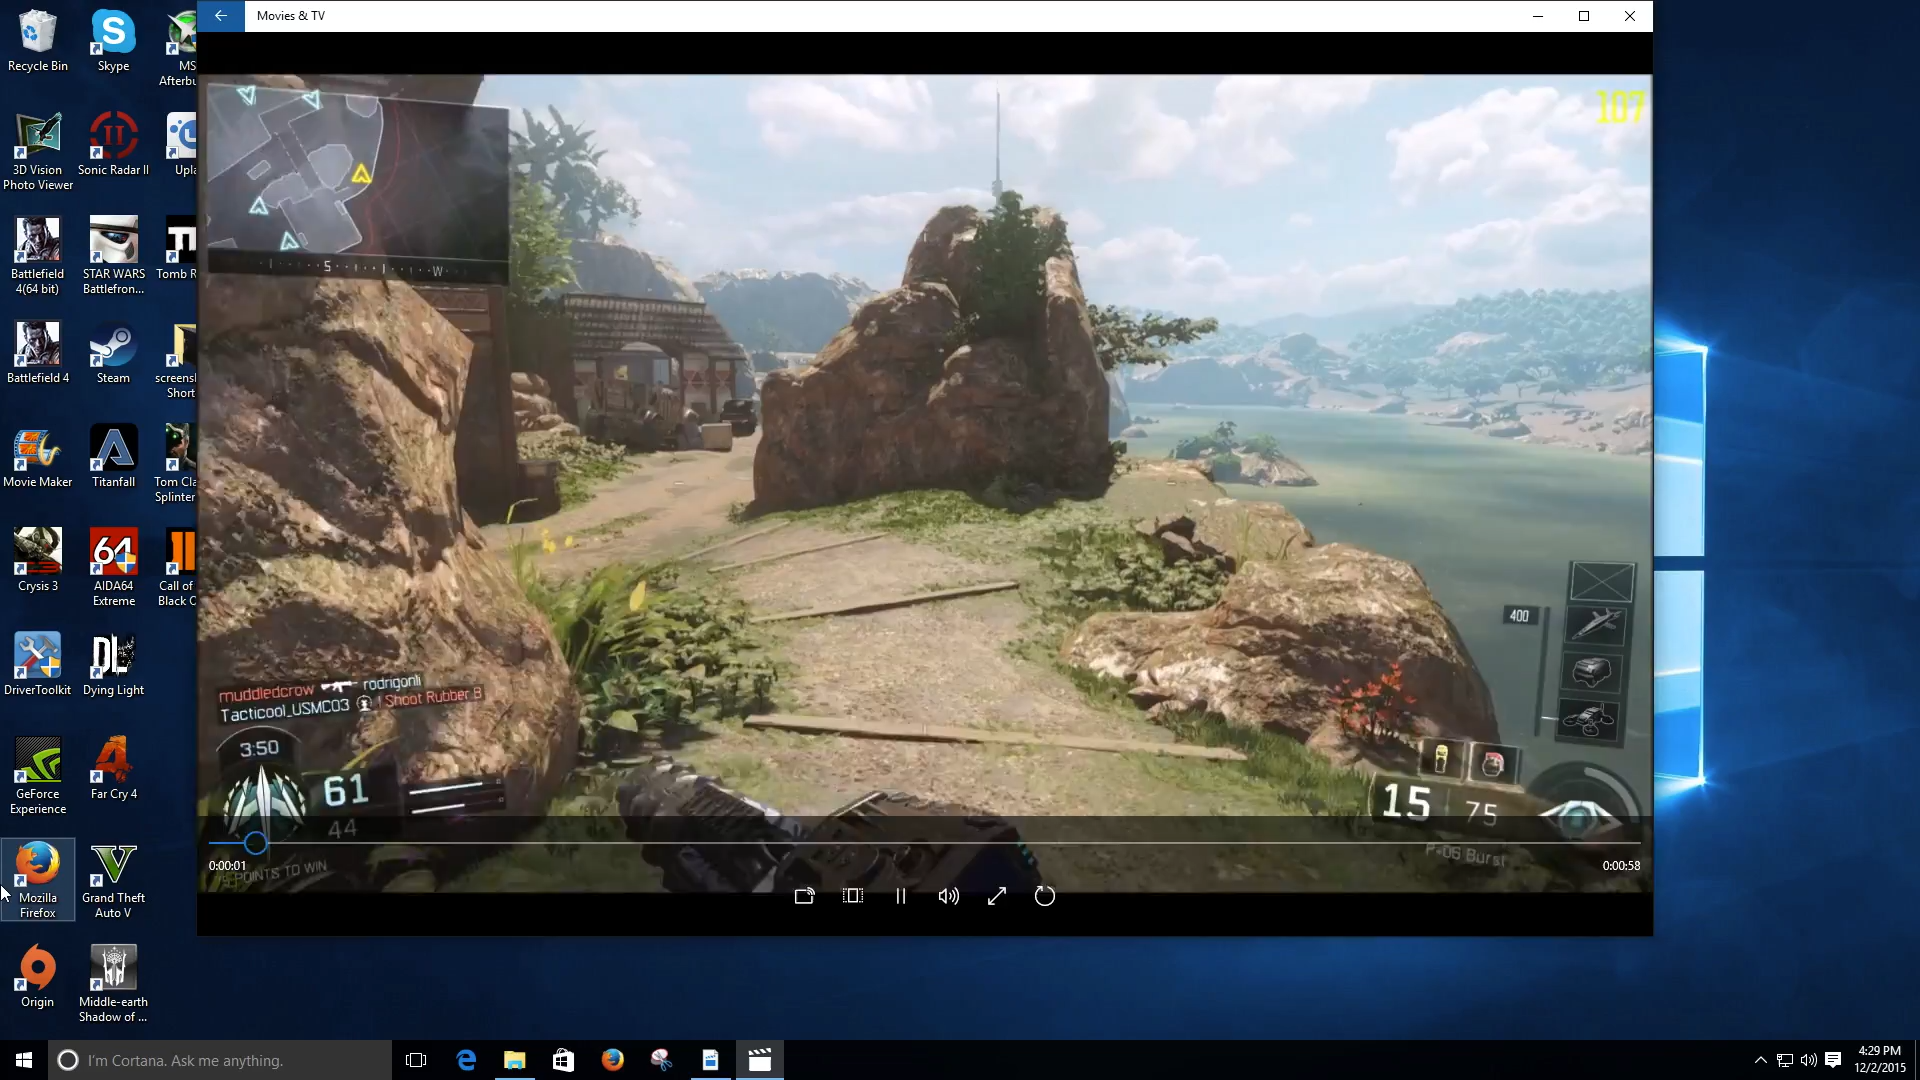 Movies & TV
Recycle Bin
Skype
MS
Afterbu
107
3D Vision
Photo Viewer
Sonic Radar II
Upla
S
W
Battlefield
4(64 bit)
STAR WARS
Battlefron...
Tomb R
Battlefield 4
Steam
screensh
Short
Movie Maker
Titanfall
Tom Cla
Splinter
Crysis 3
AIDA64
Extreme
Call of
Black O
400
DriverToolkit
Dying Light
muddledcrow rodrigonli
Tacticool_USMC03 I Shoot Rubber B
3:50
61
44
15 75
P-06 Burst
GeForce
Experience
Far Cry 4
0:00:01
0:00:58
POINTS TO WIN
Mozilla
Firefox
Grand Theft
Auto V
Origin
Middle-earth
Shadow of ...
I'm Cortana. Ask me anything.
4:29 PM
12/2/2015